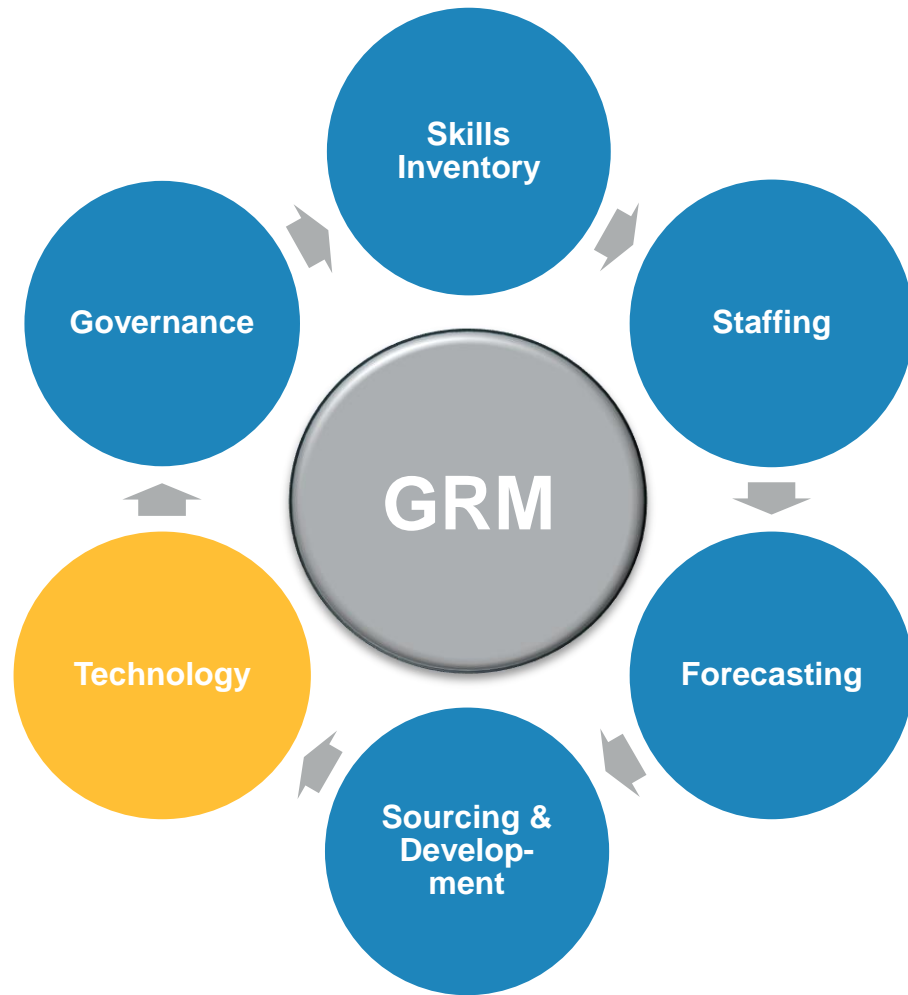 Skills
Inventory
Governance
Staffing
GRM
Technology
Forecasting
Sourcing &
Develop-
ment